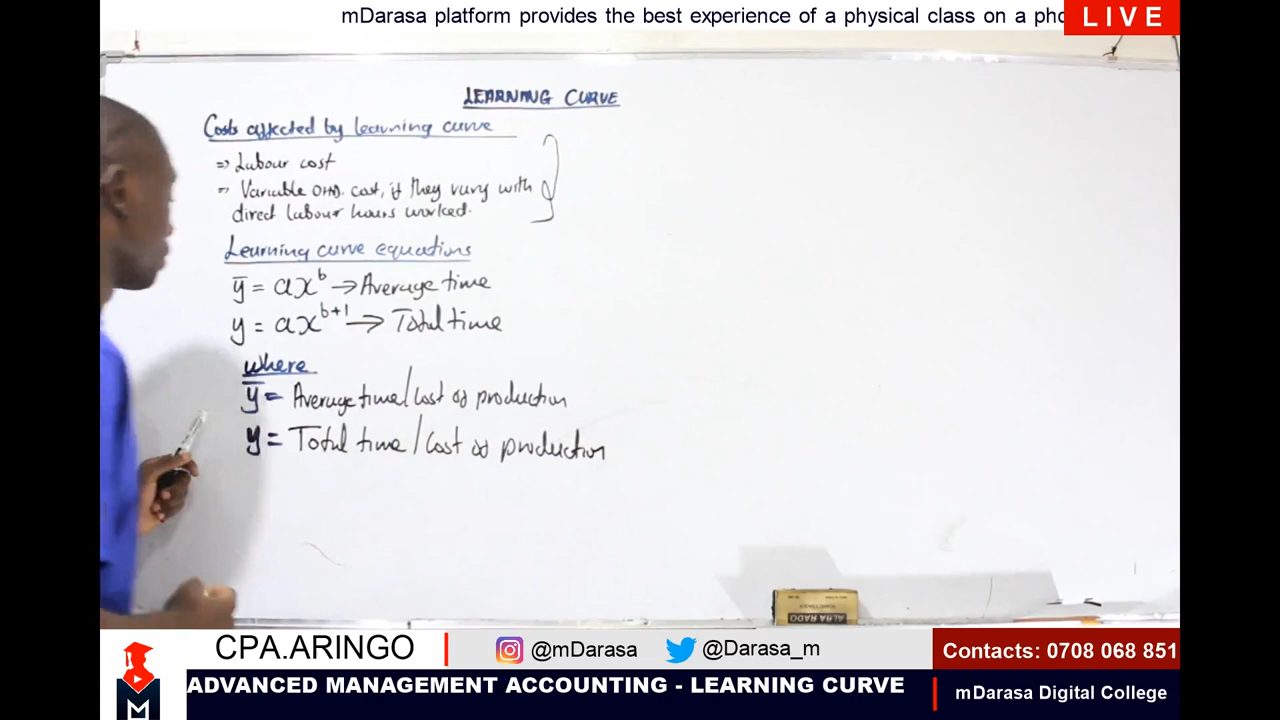 mDarasa platform provides the best experience of a physical class on a pho
LIVE
LEARNING CURVE
Costs affected by learning curve
⇒ Labour cost
⇒ Variable OHD. cost, if they vary with
direct labour hours worked.
Learning curve equations
ȳ = ax^b → Average time
y = ax^{b+1} → Total time
where
ȳ = Average time/cost of production
y = Total time/cost of production
ALBA RADO
CPA.ARINGO
@mDarasa
@Darasa_m
Contacts: 0708 068 851
M
ADVANCED MANAGEMENT ACCOUNTING - LEARNING CURVE
mDarasa Digital College